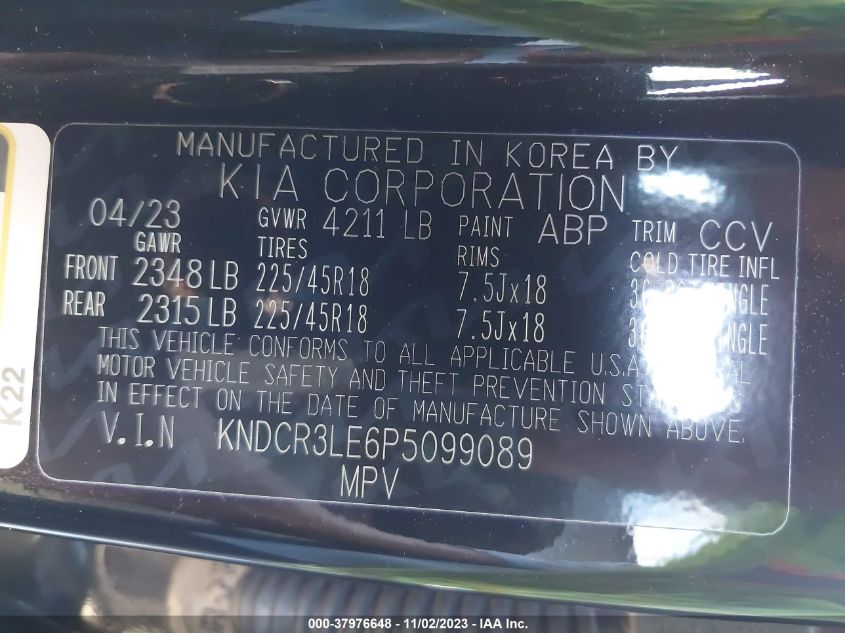 MANUFACTURED IN KOREA BY
KIA CORPORATION
04/23 GVWR 4211 LB PAINT ABP TRIM CCV
GAWR TIRES RIMS COLD TIRE INFL
FRONT 2348 LB 225/45R18 7.5Jx18
REAR 2315 LB 225/45R18 7.5Jx18
THIS VEHICLE CONFORMS TO ALL APPLICABLE U.S.A
MOTOR VEHICLE SAFETY AND THEFT PREVENTION
IN EFFECT ON THE DATE OF MANUFACTURE SHOWN ABOVE.
V.I.N KNDCR3LE6P5099089
MPV
K22
000-37976648 - 11/02/2023 - IAA Inc.